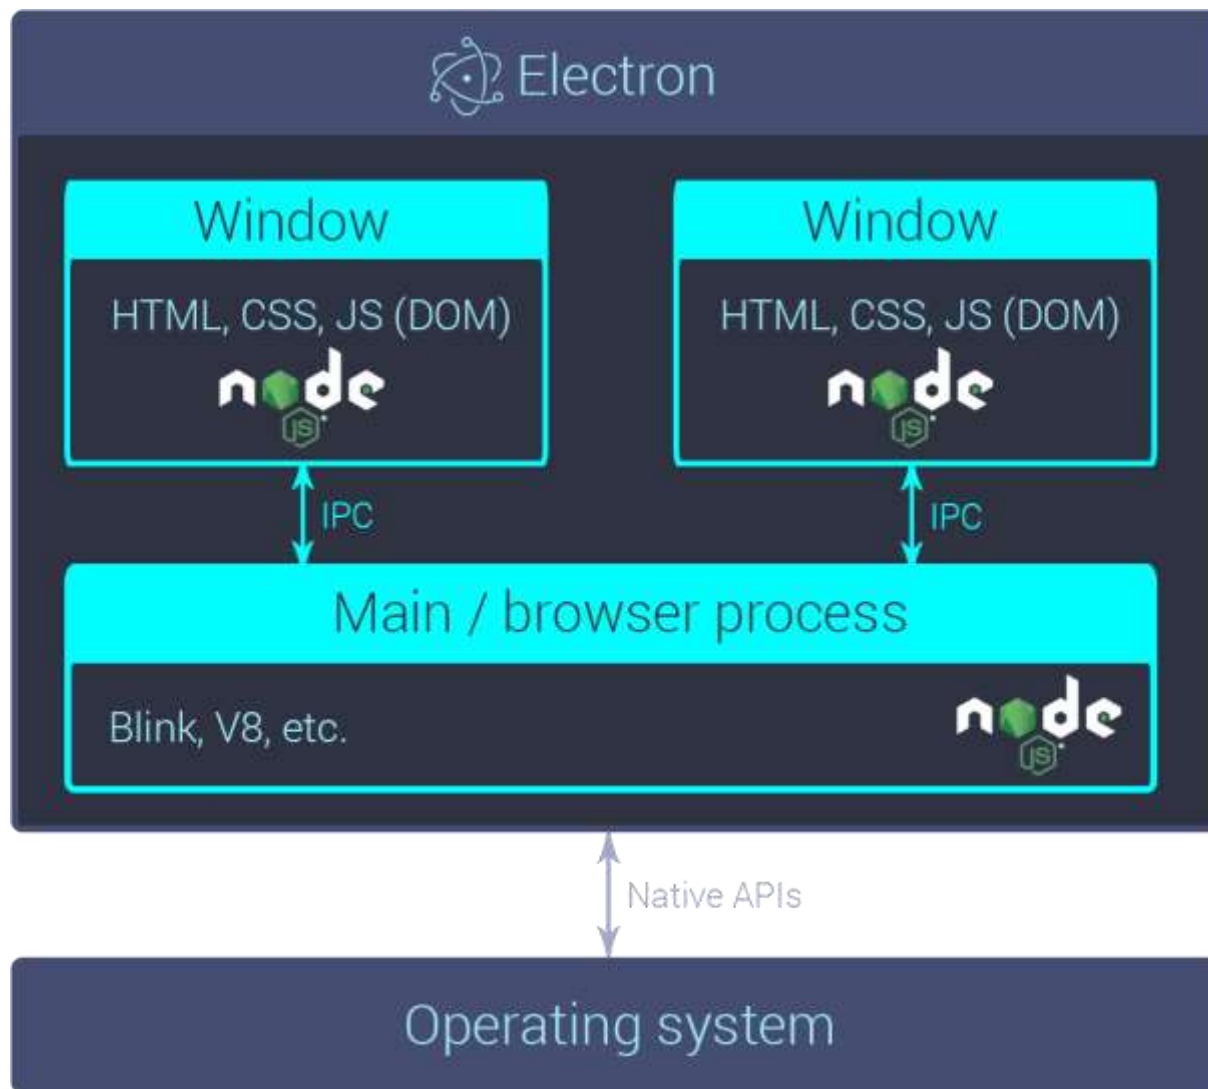 Electron
Window
Window
HTML, CSS, JS (DOM)
HTML, CSS, JS (DOM)
node
JS
node
JS
IPC
IPC
Main / browser process
Blink, V8, etc.
node
JS
Native APIs
Operating system